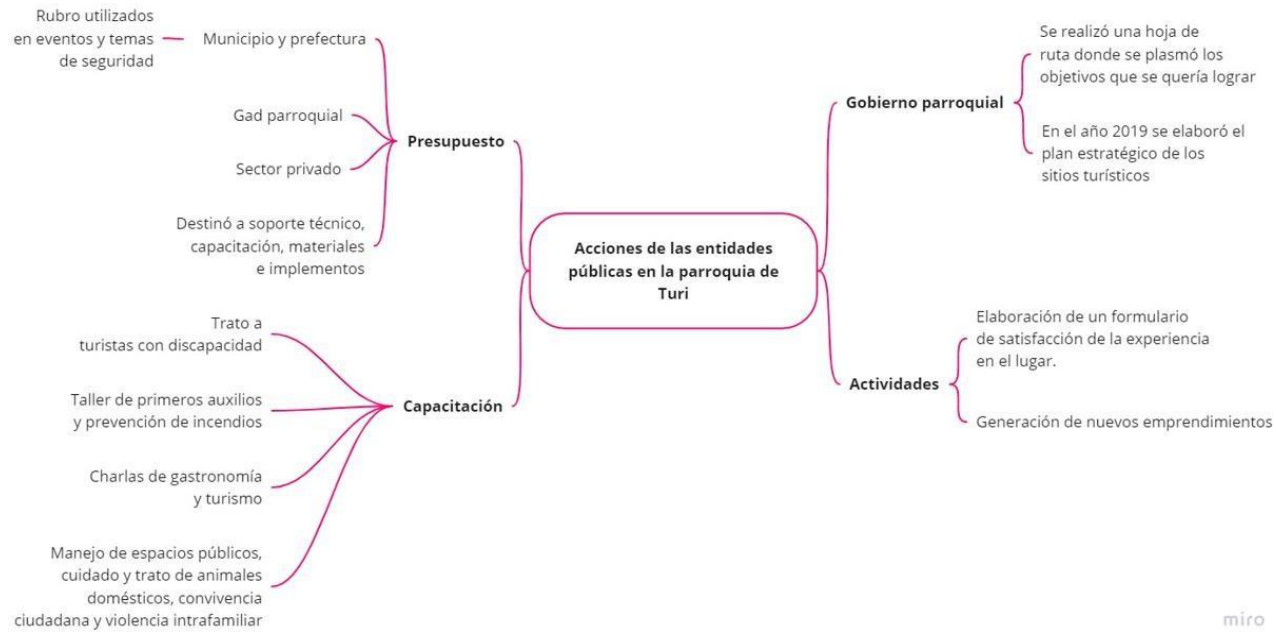 Acciones de las entidades
públicas en la parroquia de
Turi
Presupuesto
Municipio y prefectura
Rubro utilizados
en eventos y temas
de seguridad
Gad parroquial
Sector privado
Destinó a soporte técnico,
capacitación, materiales
e implementos
Capacitación
Trato a
turistas con discapacidad
Taller de primeros auxilios
y prevención de incendios
Charlas de gastronomía
y turismo
Manejo de espacios públicos,
cuidado y trato de animales
domésticos, convivencia
ciudadana y violencia intrafamiliar
Gobierno parroquial
Se realizó una hoja de
ruta donde se plasmó los
objetivos que se quería lograr
En el año 2019 se elaboró el
plan estratégico de los
sitios turísticos
Actividades
Elaboración de un formulario
de satisfacción de la experiencia
en el lugar.
Generación de nuevos emprendimientos
miro